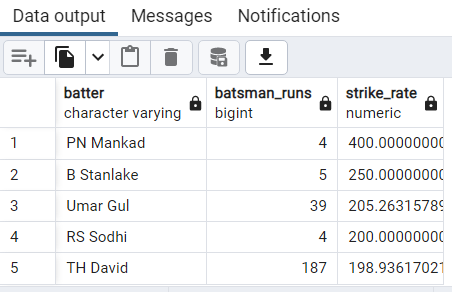 Data output Messages Notifications
batter batsman_runs strike_rate
character varying bigint numeric
1 PN Mankad 4 400.00000000
2 B Stanlake 5 250.00000000
3 Umar Gul 39 205.26315789
4 RS Sodhi 4 200.00000000
5 TH David 187 198.93617021